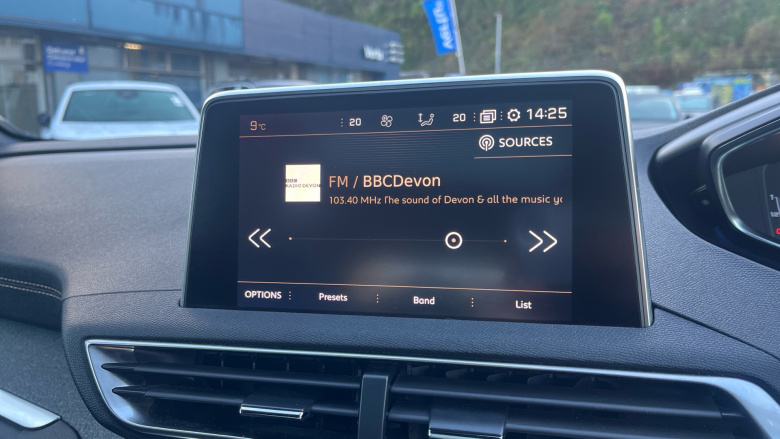 9°C
20
20
14:25
SOURCES
BBC
RADIO DEVON
FM / BBCDevon
103.40 MHz The sound of Devon & all the music yo
OPTIONS
Presets
Band
List